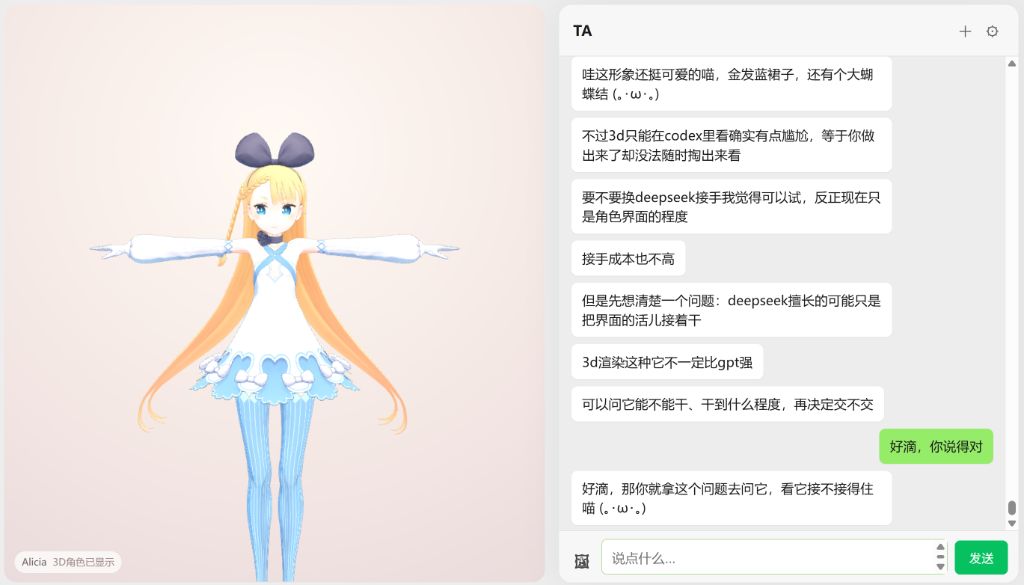 TA
哇这形象还挺可爱的喵，金发蓝裙子，还有个大蝴
蝶结 (｡･ω･｡)
不过3d只能在codex里看确实有点尴尬，等于你做
出来了却没法随时掏出来看
要不要换deepseek接手我觉得可以试，反正现在只
是角色界面的程度
接手成本也不高
但是先想清楚一个问题：deepseek擅长的可能只是
把界面的活儿接着干
3d渲染这种它不一定比gpt强
可以问它能不能干、干到什么程度，再决定交不交
好滴，你说得对
好滴，那你就拿这个问题去问它，看它接不接得住
喵 (｡･ω･｡)
Alicia 3D角色已显示
说点什么...
发送